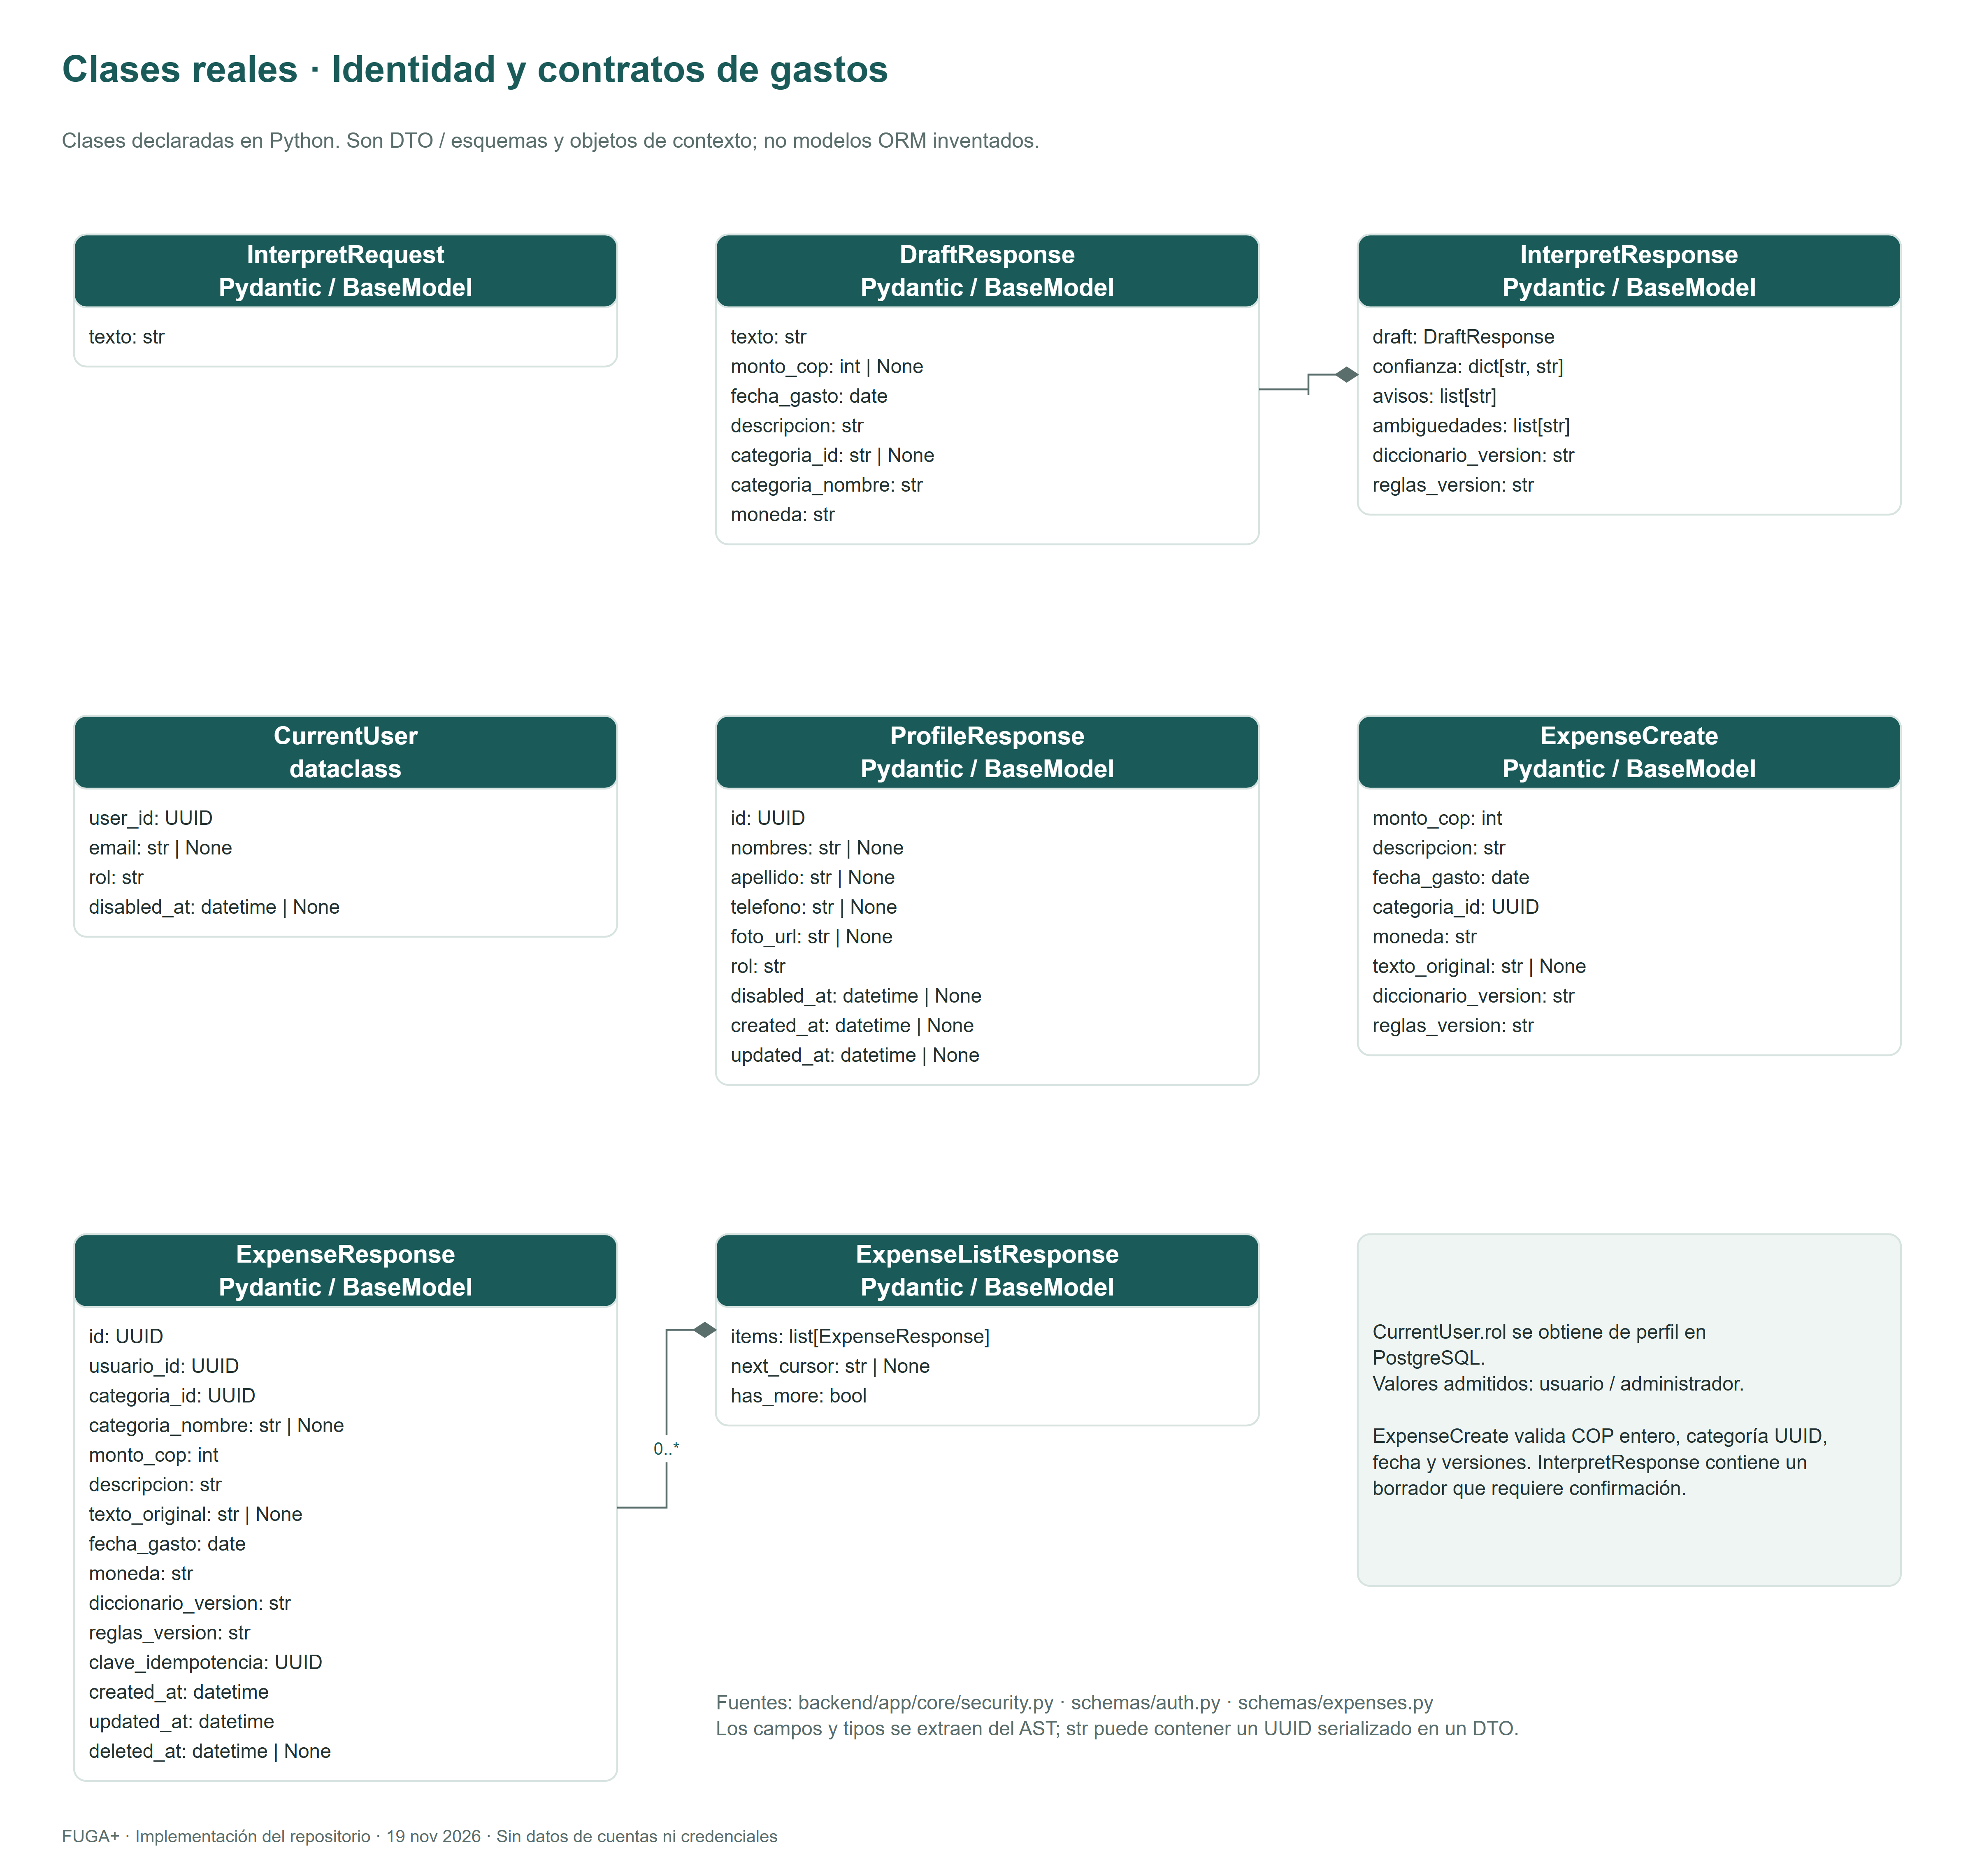 Clases reales · Identidad y contratos de gastos
Clases declaradas en Python. Son DTO / esquemas y objetos de contexto; no modelos ORM inventados.
InterpretRequest
Pydantic / BaseModel
texto: str
DraftResponse
Pydantic / BaseModel
texto: str
monto_cop: int | None
fecha_gasto: date
descripcion: str
categoria_id: str | None
categoria_nombre: str
moneda: str
InterpretResponse
Pydantic / BaseModel
draft: DraftResponse
confianza: dict[str, str]
avisos: list[str]
ambiguedades: list[str]
diccionario_version: str
reglas_version: str
CurrentUser
dataclass
user_id: UUID
email: str | None
rol: str
disabled_at: datetime | None
ProfileResponse
Pydantic / BaseModel
id: UUID
nombres: str | None
apellido: str | None
telefono: str | None
foto_url: str | None
rol: str
disabled_at: datetime | None
created_at: datetime | None
updated_at: datetime | None
ExpenseCreate
Pydantic / BaseModel
monto_cop: int
descripcion: str
fecha_gasto: date
categoria_id: UUID
moneda: str
texto_original: str | None
diccionario_version: str
reglas_version: str
ExpenseResponse
Pydantic / BaseModel
id: UUID
usuario_id: UUID
categoria_id: UUID
categoria_nombre: str | None
monto_cop: int
descripcion: str
texto_original: str | None
fecha_gasto: date
moneda: str
diccionario_version: str
reglas_version: str
clave_idempotencia: UUID
created_at: datetime
updated_at: datetime
deleted_at: datetime | None
0..*
ExpenseListResponse
Pydantic / BaseModel
items: list[ExpenseResponse]
next_cursor: str | None
has_more: bool
CurrentUser.rol se obtiene de perfil en
PostgreSQL.
Valores admitidos: usuario / administrador.
ExpenseCreate valida COP entero, categoría UUID,
fecha y versiones. InterpretResponse contiene un
borrador que requiere confirmación.
Fuentes: backend/app/core/security.py · schemas/auth.py · schemas/expenses.py
Los campos y tipos se extraen del AST; str puede contener un UUID serializado en un DTO.
FUGA+ · Implementación del repositorio · 19 nov 2026 · Sin datos de cuentas ni credenciales